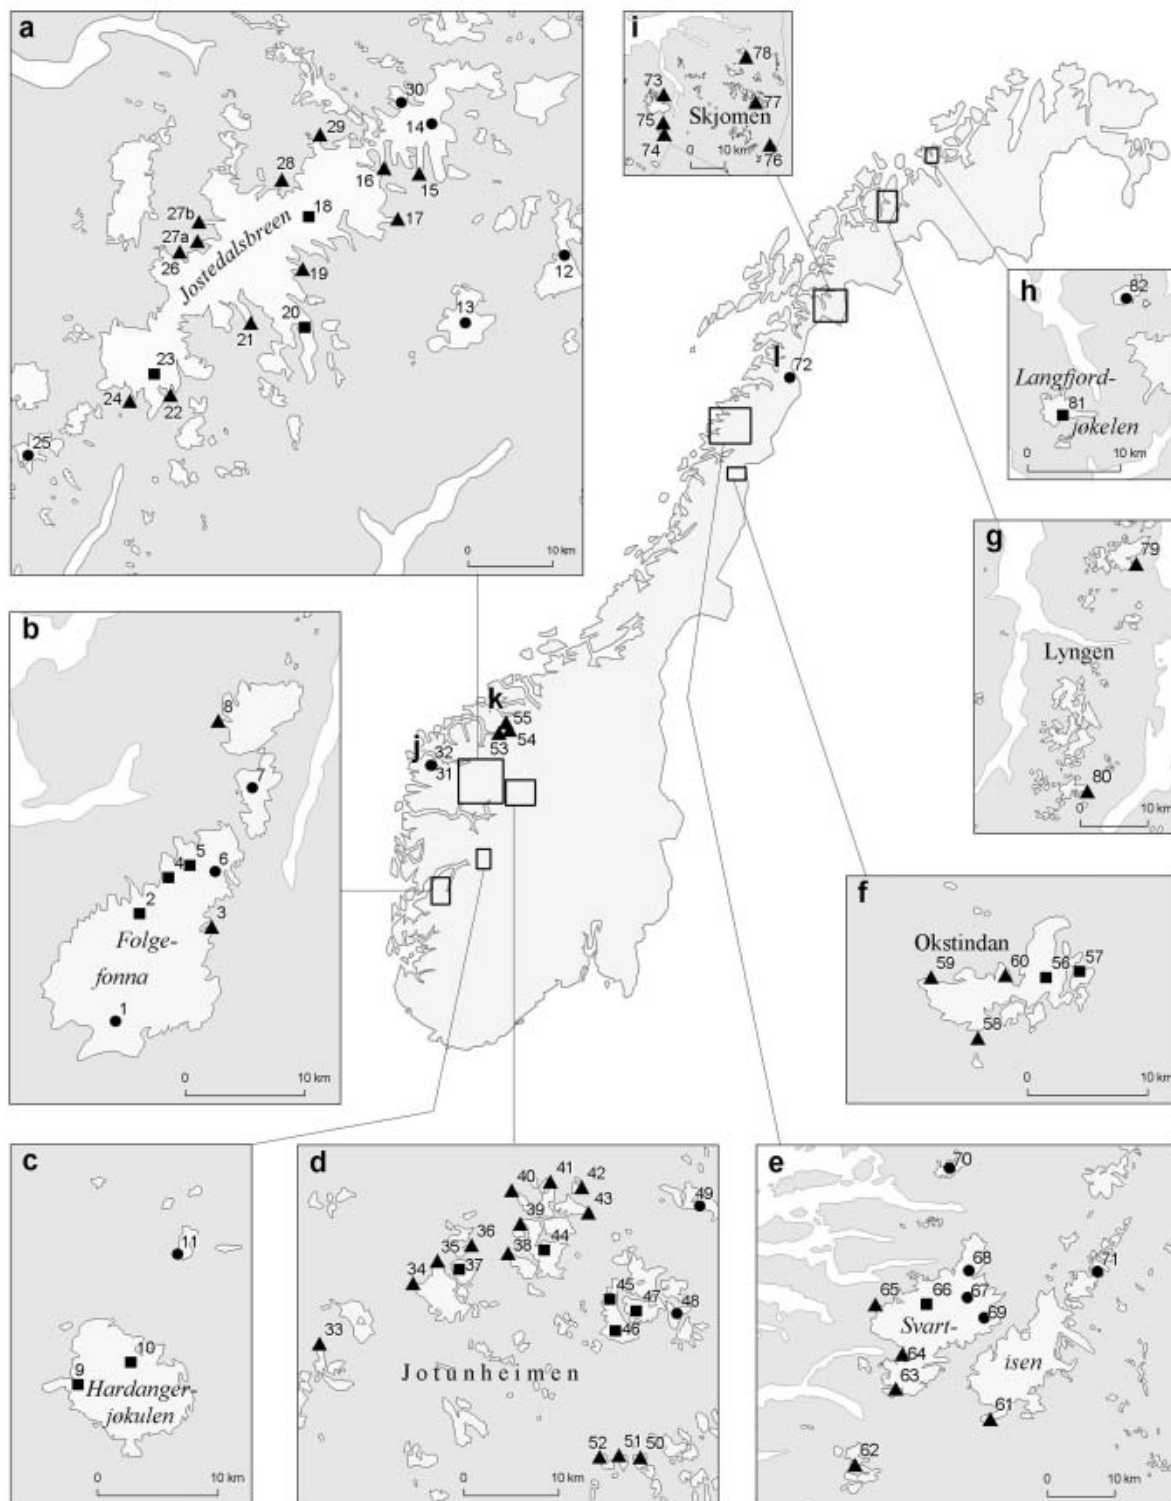 a
30
14
29
28
16
15
27b
18
17
27a
26
Jostedalsbreen
12
19
13
20
21
23
24
22
25
0
10 km
i
78
73
77
Skjomen
75
74
76
0
10 km
l
72
h
82
Langfjord-
81
jøkelen
0
10 km
g
79
Lyngen
80
0
10 km
k
55
54
53
j
32
31
b
8
7
5
4
6
2
3
Folge-
fonna
1
0
10 km
f
Okstindan
59
60
56
57
58
0
10 km
c
11
10
9
Hardanger-
jøkulen
0
10 km
d
40
41
42
43
49
39
36
38
44
35
37
34
45
47
48
46
33
Jotunheimen
52
51
50
0
10 km
e
70
68
71
65
66
67
69
Svart-
isen
64
63
61
62
0
10 km